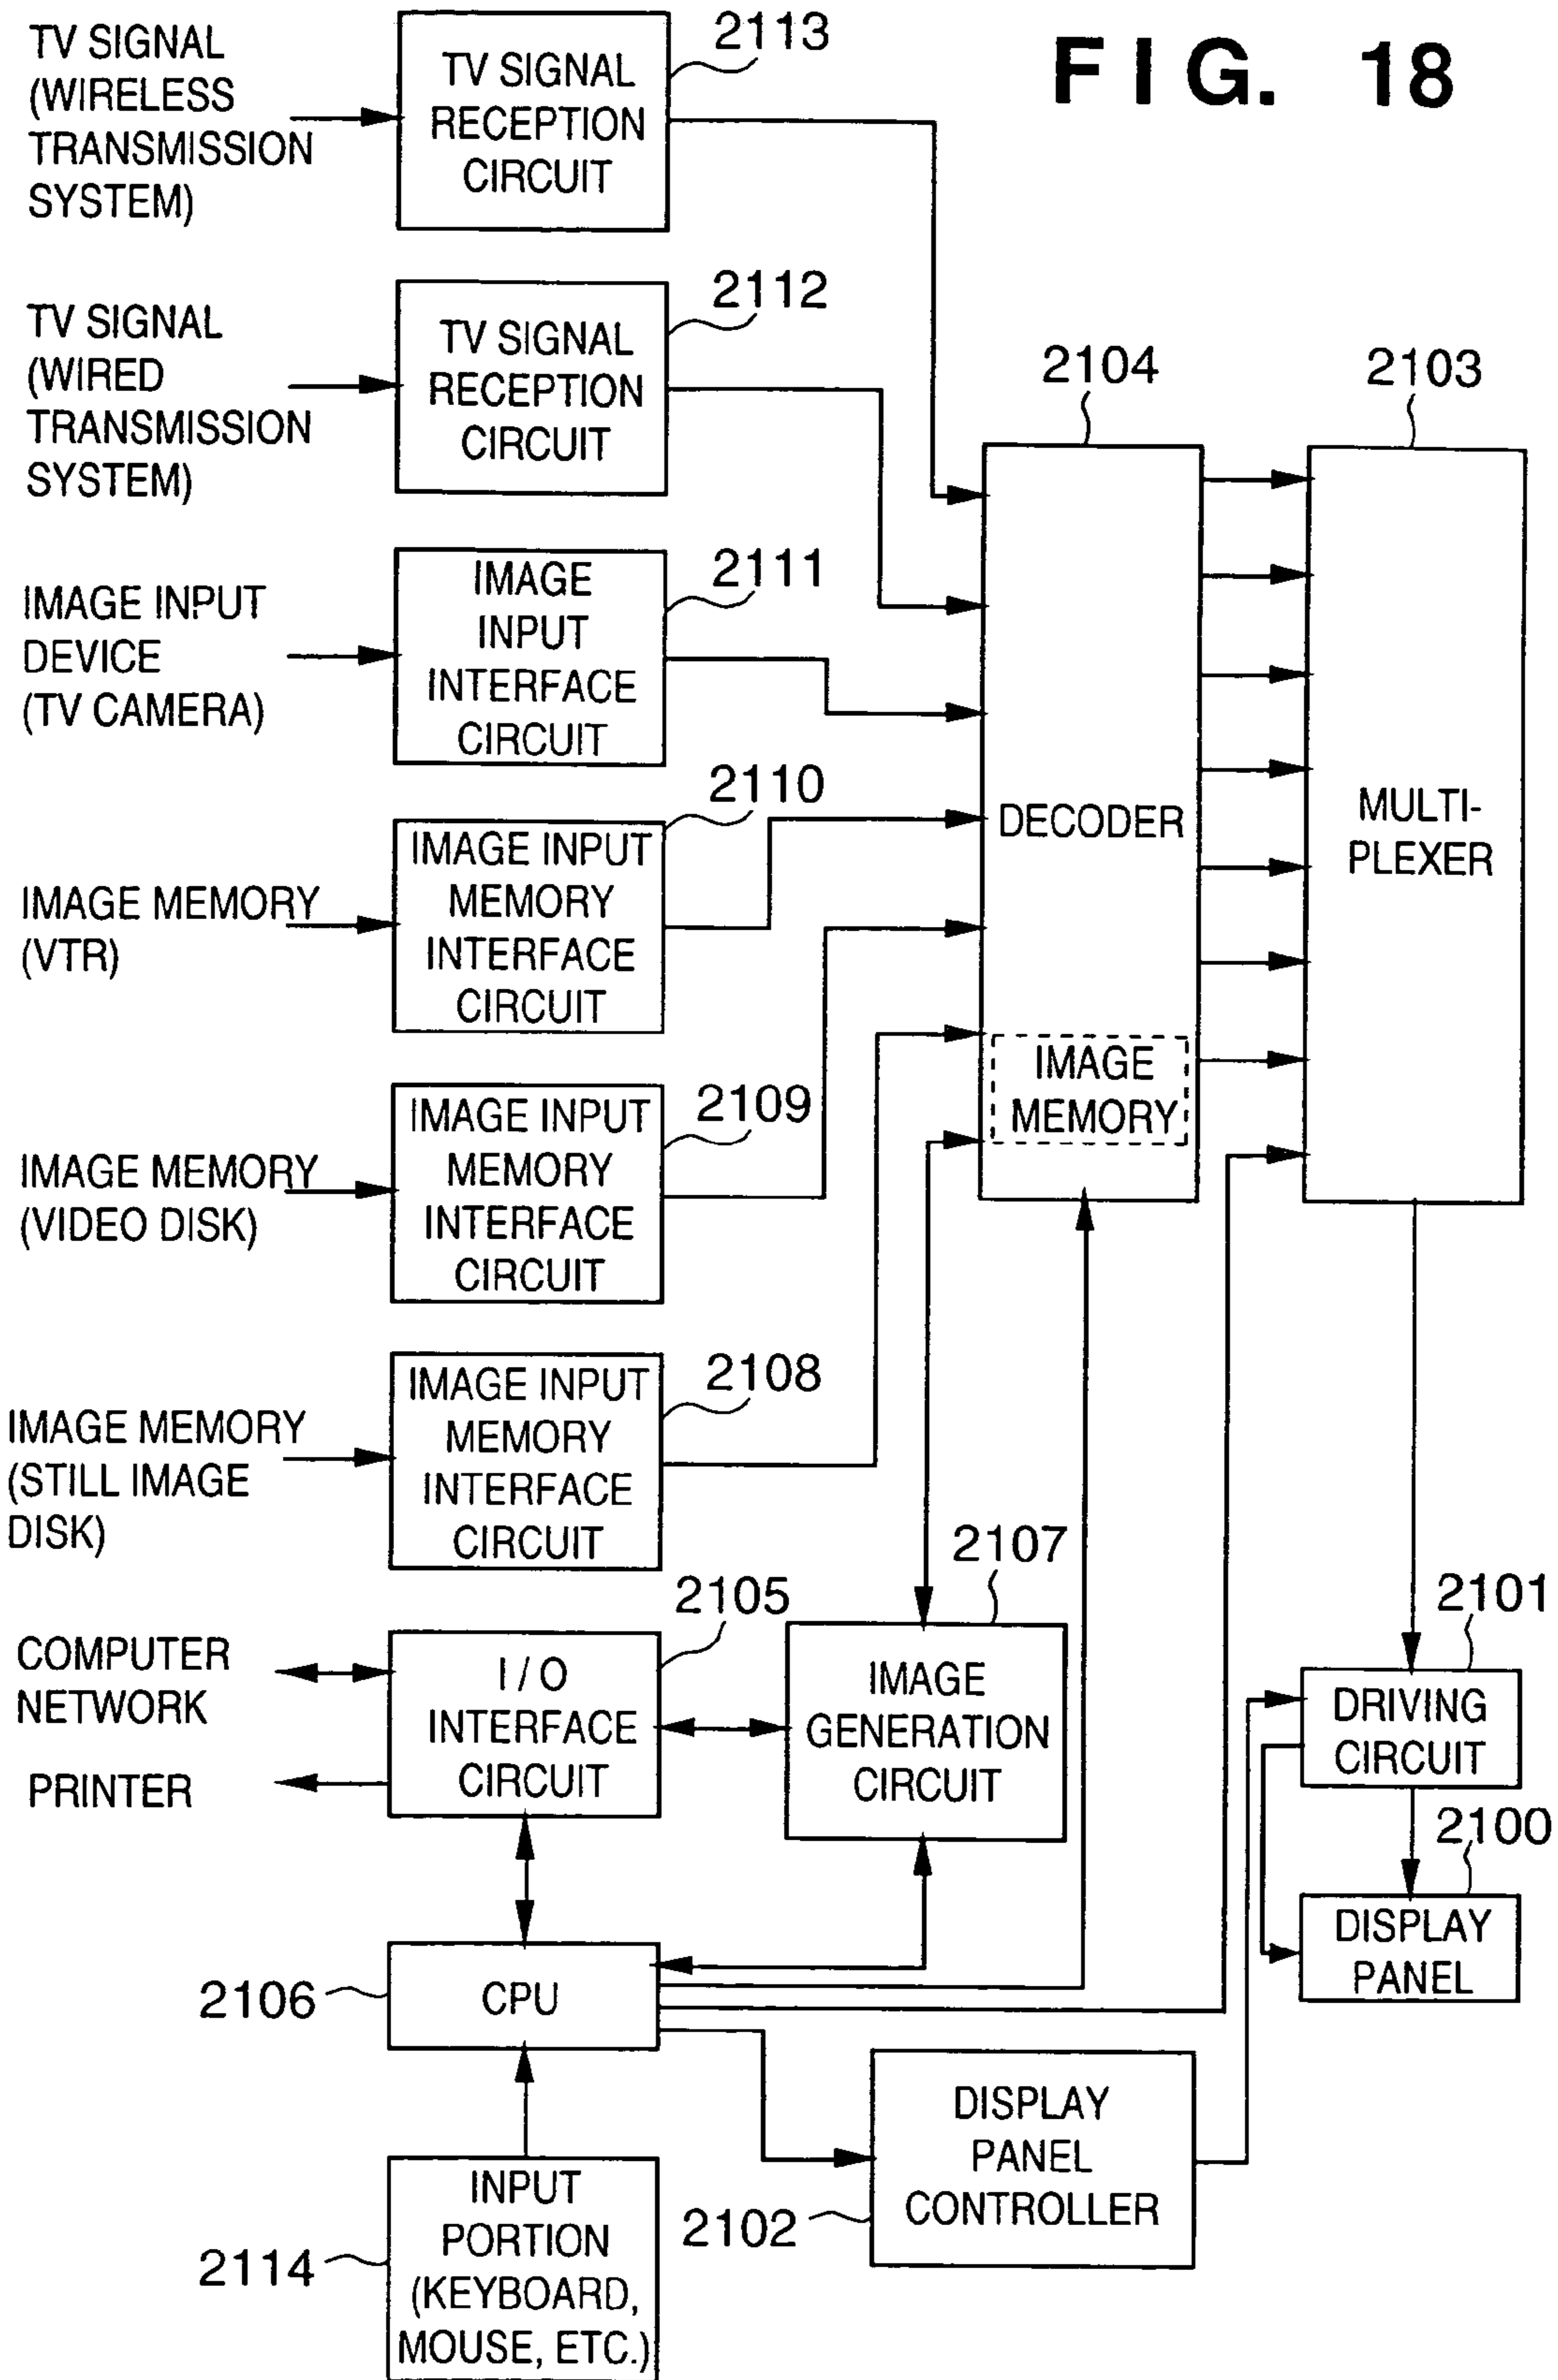 FIG. 18
TV SIGNAL
(WIRELESS
TRANSMISSION
SYSTEM)
TV SIGNAL
RECEPTION
CIRCUIT
2113
TV SIGNAL
(WIRED
TRANSMISSION
SYSTEM)
TV SIGNAL
RECEPTION
CIRCUIT
2112
IMAGE INPUT
DEVICE
(TV CAMERA)
IMAGE
INPUT
INTERFACE
CIRCUIT
2111
IMAGE MEMORY
(VTR)
IMAGE INPUT
MEMORY
INTERFACE
CIRCUIT
2110
IMAGE MEMORY
(VIDEO DISK)
IMAGE INPUT
MEMORY
INTERFACE
CIRCUIT
2109
IMAGE MEMORY
(STILL IMAGE
DISK)
IMAGE INPUT
MEMORY
INTERFACE
CIRCUIT
2108
2104
DECODER
IMAGE
MEMORY
2103
MULTI-
PLEXER
COMPUTER
NETWORK
PRINTER
2105
I/O
INTERFACE
CIRCUIT
2107
IMAGE
GENERATION
CIRCUIT
2101
DRIVING
CIRCUIT
2100
DISPLAY
PANEL
2106
CPU
2102
DISPLAY
PANEL
CONTROLLER
2114
INPUT
PORTION
(KEYBOARD,
MOUSE, ETC.)